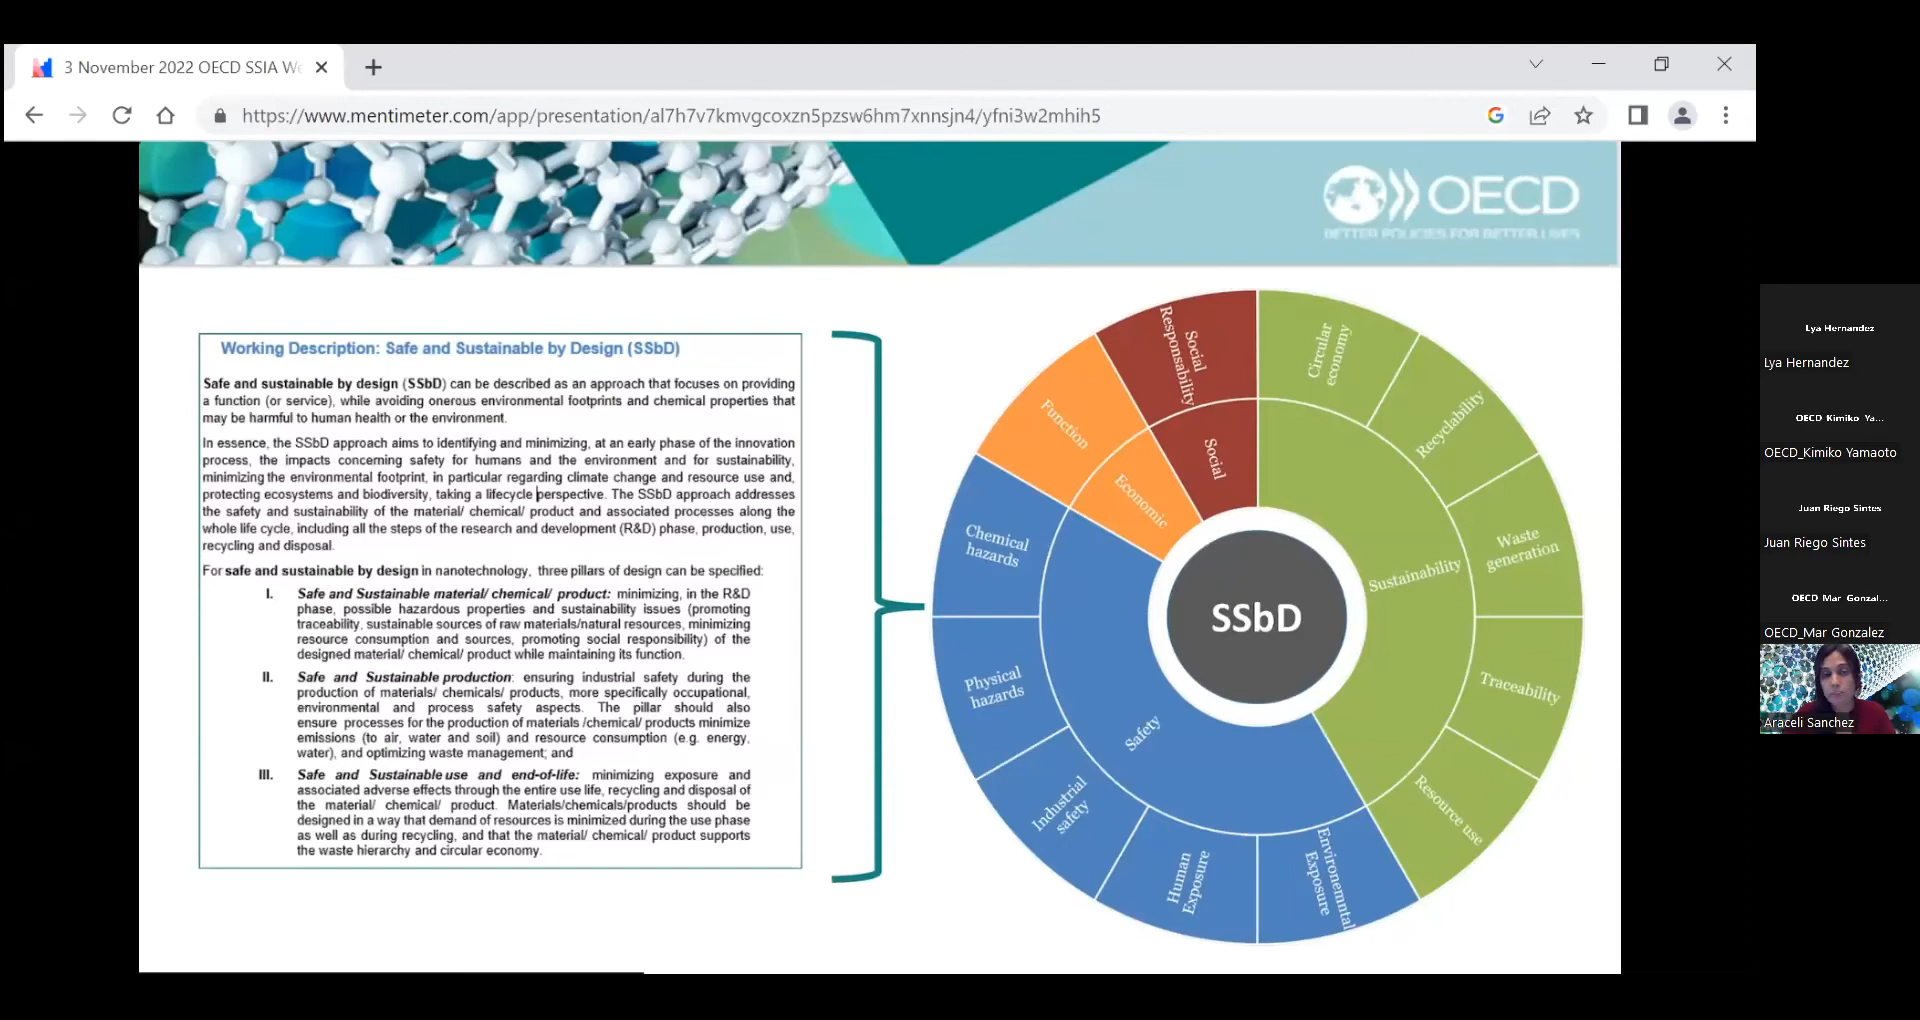 3 November 2022 OECD SSIA We
https://www.mentimeter.com/app/presentation/al7h7v7kmvgcoxzn5pzsw6hm7xnnsjn4/yfni3w2mhih5
OECD
BETTER POLICIES FOR BETTER LIVES
Working Description: Safe and Sustainable by Design (SSbD)
Safe and sustainable by design (SSbD) can be described as an approach that focuses on providing
a function (or service), while avoiding onerous environmental footprints and chemical properties that
may be harmful to human health or the environment.
In essence, the SSbD approach aims to identifying and minimizing, at an early phase of the innovation
process, the impacts concerning safety for humans and the environment and for sustainability,
minimizing the environmental footprint, in particular regarding climate change and resource use and,
protecting ecosystems and biodiversity, taking a lifecycle perspective. The SSbD approach addresses
the safety and sustainability of the material/ chemical/ product and associated processes along the
whole life cycle, including all the steps of the research and development (R&D) phase, production, use,
recycling and disposal.
For safe and sustainable by design in nanotechnology, three pillars of design can be specified:
I. Safe and Sustainable material/ chemical/ product: minimizing, in the R&D
phase, possible hazardous properties and sustainability issues (promoting
traceability, sustainable sources of raw materials/natural resources, minimizing
resource consumption and sources, promoting social responsibility) of the
designed material/ chemical/ product while maintaining its function.
II. Safe and Sustainable production: ensuring industrial safety during the
production of materials/ chemicals/ products, more specifically occupational,
environmental and process safety aspects. The pillar should also
ensure processes for the production of materials /chemical/ products minimize
emissions (to air, water and soil) and resource consumption (e.g. energy,
water), and optimizing waste management; and
III. Safe and Sustainable use and end-of-life: minimizing exposure and
associated adverse effects through the entire use life, recycling and disposal of
the material/ chemical/ product. Materials/chemicals/products should be
designed in a way that demand of resources is minimized during the use phase
as well as during recycling, and that the material/ chemical/ product supports
the waste hierarchy and circular economy.
SSbD
Social
Responsability
Social
Function
Economic
Chemical
hazards
Physical
hazards
Industrial
safety
Human
Exposure
Environemntal
Exposure
Safety
Circular
economy
Recyclability
Waste
generation
Sustainability
Traceability
Resource use
Lya Hernandez
Lya Hernandez
OECD_Kimiko Ya...
OECD_Kimiko Yamaoto
Juan Riego Sintes
Juan Riego Sintes
OECD_Mar Gonzal...
OECD_Mar Gonzalez
Araceli Sanchez